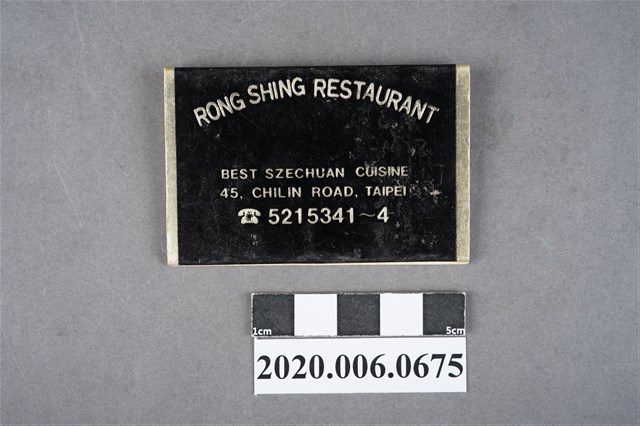 RONG SHING RESTAURANT
BEST SZECHUAN CUISINE
45, CHILIN ROAD, TAIPEI
☎ 5215341~4
1cm 5cm
2020.006.0675